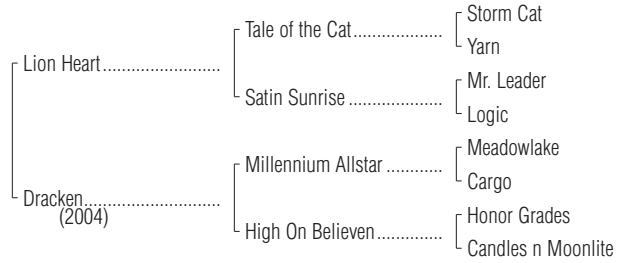 Storm Cat
Tale of the Cat...................
Yarn
Lion Heart.........................
Mr. Leader
Satin Sunrise ....................
Logic
Meadowlake
Millennium Allstar ............
Cargo
Dracken.............................
(2004)
Honor Grades
High On Believen..............
Candles n Moonlite